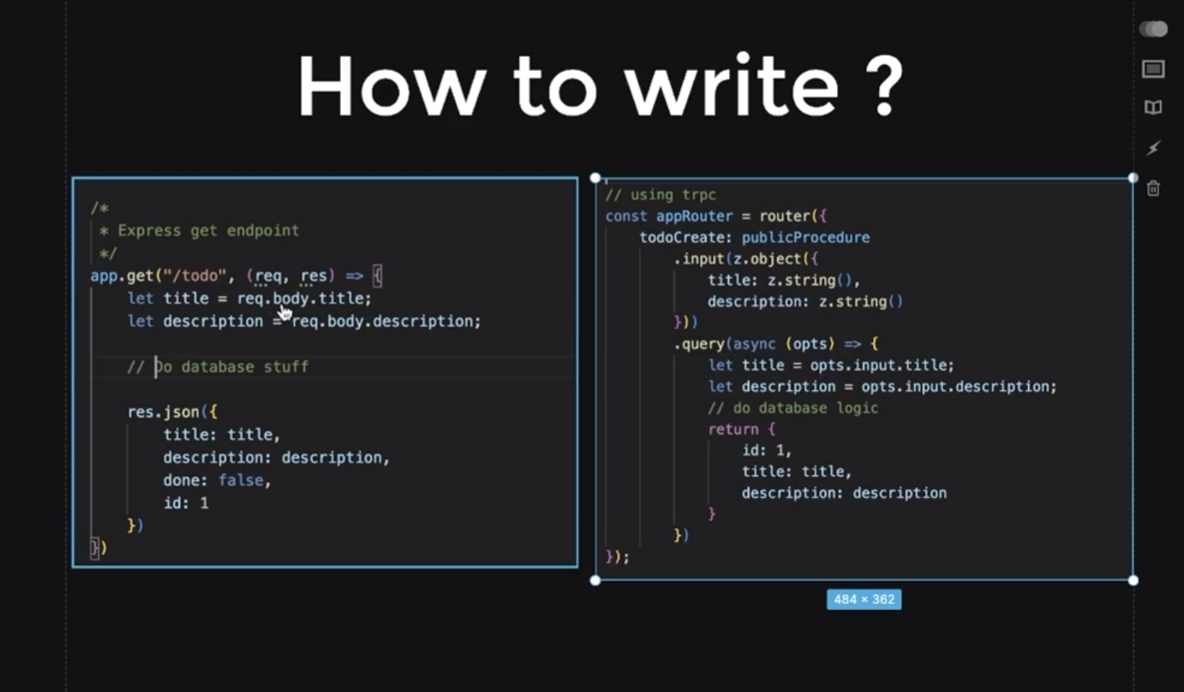 How to write ?
/*
* Express get endpoint
*/
app.get("/todo", (req, res) => {
let title = req.body.title;
let description = req.body.description;
// Do database stuff
res.json({
title: title,
description: description,
done: false,
id: 1
})
})
// using trpc
const appRouter = router({
todoCreate: publicProcedure
.input(z.object({
title: z.string(),
description: z.string()
}))
.query(async (opts) => {
let title = opts.input.title;
let description = opts.input.description;
// do database logic
return {
id: 1,
title: title,
description: description
}
})
});
484 × 362